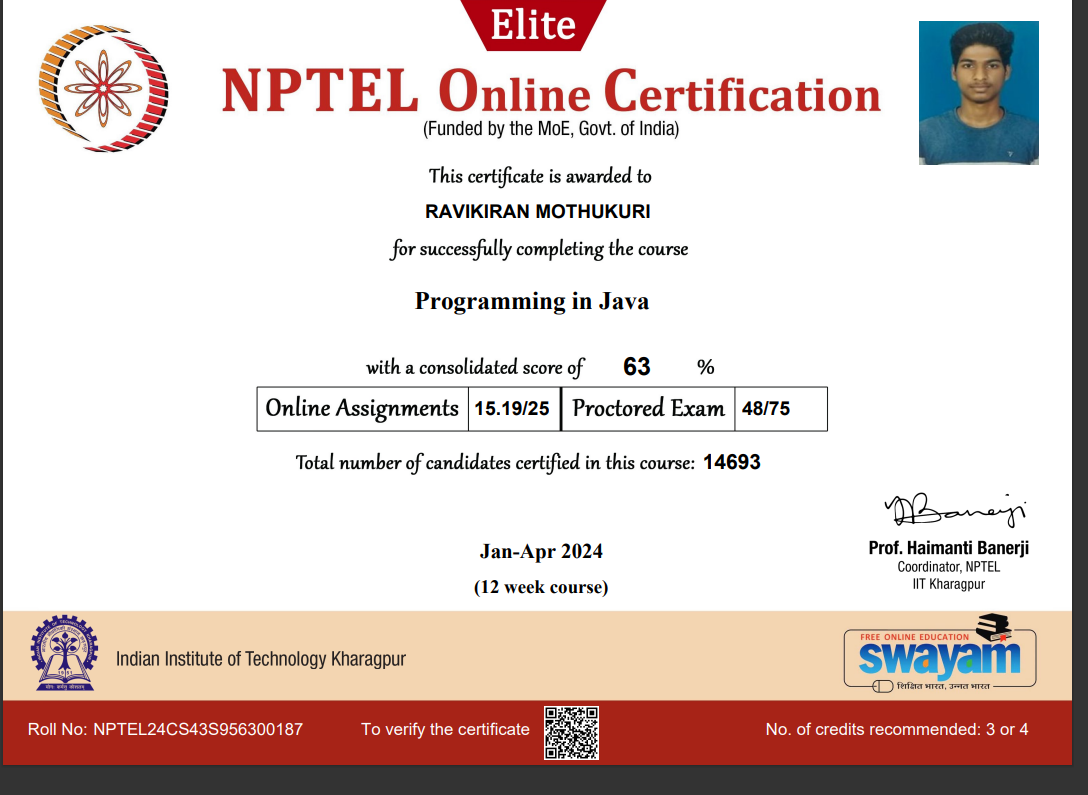 Elite
NPTEL Online Certification
(Funded by the MoE, Govt. of India)
This certificate is awarded to
RAVIKIRAN MOTHUKURI
for successfully completing the course
Programming in Java
with a consolidated score of 63 %
Online Assignments 15.19/25 Proctored Exam 48/75
Total number of candidates certified in this course: 14693
Jan-Apr 2024
(12 week course)
Prof. Haimanti Banerji
Coordinator, NPTEL
IIT Kharagpur
Indian Institute of Technology Kharagpur
FREE ONLINE EDUCATION
swayam
शिक्षित भारत, उन्नत भारत
Roll No: NPTEL24CS43S956300187 To verify the certificate No. of credits recommended: 3 or 4